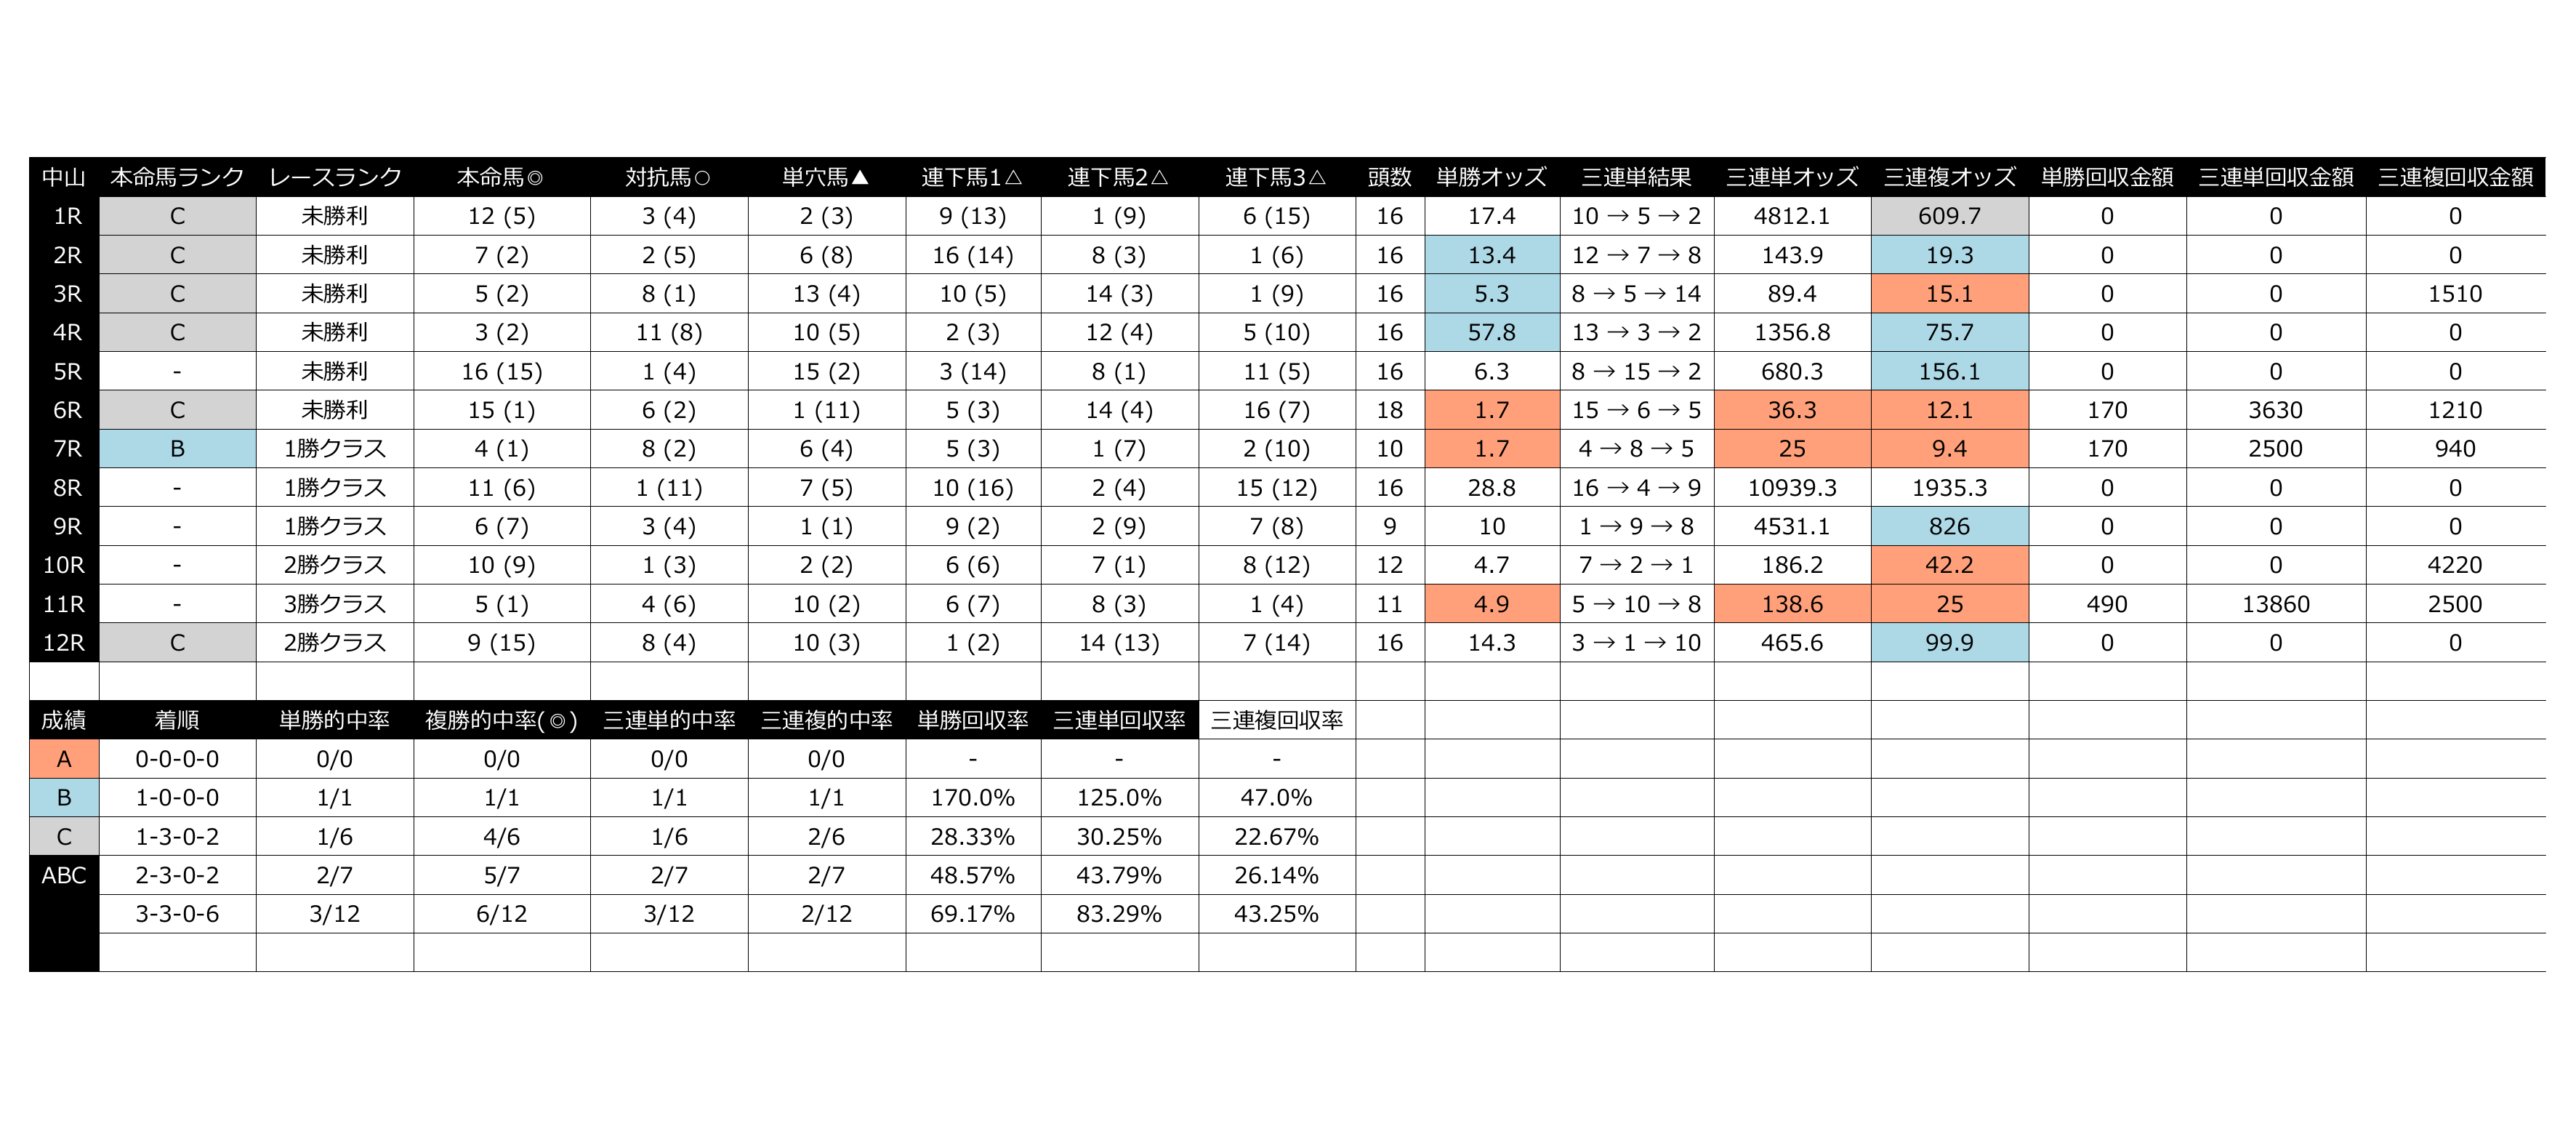 中山 本命馬ランク レースランク 本命馬◎ 対抗馬○ 単穴馬▲ 連下馬1△ 連下馬2△ 連下馬3△ 頭数 単勝オッズ 三連単結果 三連単オッズ 三連複オッズ 単勝回収金額 三連単回収金額 三連複回収金額
1R C 未勝利 12 (5) 3 (4) 2 (3) 9 (13) 1 (9) 6 (15) 16 17.4 10 → 5 → 2 4812.1 609.7 0 0 0
2R C 未勝利 7 (2) 2 (5) 6 (8) 16 (14) 8 (3) 1 (6) 16 13.4 12 → 7 → 8 143.9 19.3 0 0 0
3R C 未勝利 5 (2) 8 (1) 13 (4) 10 (5) 14 (3) 1 (9) 16 5.3 8 → 5 → 14 89.4 15.1 0 0 1510
4R C 未勝利 3 (2) 11 (8) 10 (5) 2 (3) 12 (4) 5 (10) 16 57.8 13 → 3 → 2 1356.8 75.7 0 0 0
5R - 未勝利 16 (15) 1 (4) 15 (2) 3 (14) 8 (1) 11 (5) 16 6.3 8 → 15 → 2 680.3 156.1 0 0 0
6R C 未勝利 15 (1) 6 (2) 1 (11) 5 (3) 14 (4) 16 (7) 18 1.7 15 → 6 → 5 36.3 12.1 170 3630 1210
7R B 1勝クラス 4 (1) 8 (2) 6 (4) 5 (3) 1 (7) 2 (10) 10 1.7 4 → 8 → 5 25 9.4 170 2500 940
8R - 1勝クラス 11 (6) 1 (11) 7 (5) 10 (16) 2 (4) 15 (12) 16 28.8 16 → 4 → 9 10939.3 1935.3 0 0 0
9R - 1勝クラス 6 (7) 3 (4) 1 (1) 9 (2) 2 (9) 7 (8) 9 10 1 → 9 → 8 4531.1 826 0 0 0
10R - 2勝クラス 10 (9) 1 (3) 2 (2) 6 (6) 7 (1) 8 (12) 12 4.7 7 → 2 → 1 186.2 42.2 0 0 4220
11R - 3勝クラス 5 (1) 4 (6) 10 (2) 6 (7) 8 (3) 1 (4) 11 4.9 5 → 10 → 8 138.6 25 490 13860 2500
12R C 2勝クラス 9 (15) 8 (4) 10 (3) 1 (2) 14 (13) 7 (14) 16 14.3 3 → 1 → 10 465.6 99.9 0 0 0
成績 着順 単勝的中率 複勝的中率(◎) 三連単的中率 三連複的中率 単勝回収率 三連単回収率 三連複回収率
A 0-0-0-0 0/0 0/0 0/0 0/0 - - -
B 1-0-0-0 1/1 1/1 1/1 1/1 170.0% 125.0% 47.0%
C 1-3-0-2 1/6 4/6 1/6 2/6 28.33% 30.25% 22.67%
ABC 2-3-0-2 2/7 5/7 2/7 2/7 48.57% 43.79% 26.14%
3-3-0-6 3/12 6/12 3/12 2/12 69.17% 83.29% 43.25%